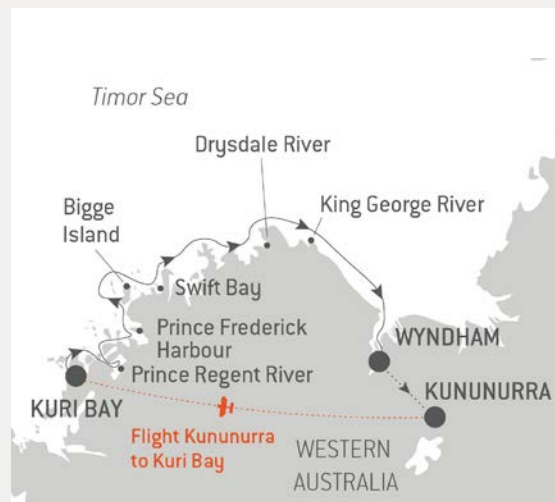 Timor Sea
Drysdale River
King George River
Bigge
Island
Swift Bay
Prince Frederick
Harbour
WYNDHAM
Prince Regent River
KUNUNURRA
KURI BAY
Flight Kununurra
to Kuri Bay
WESTERN
AUSTRALIA